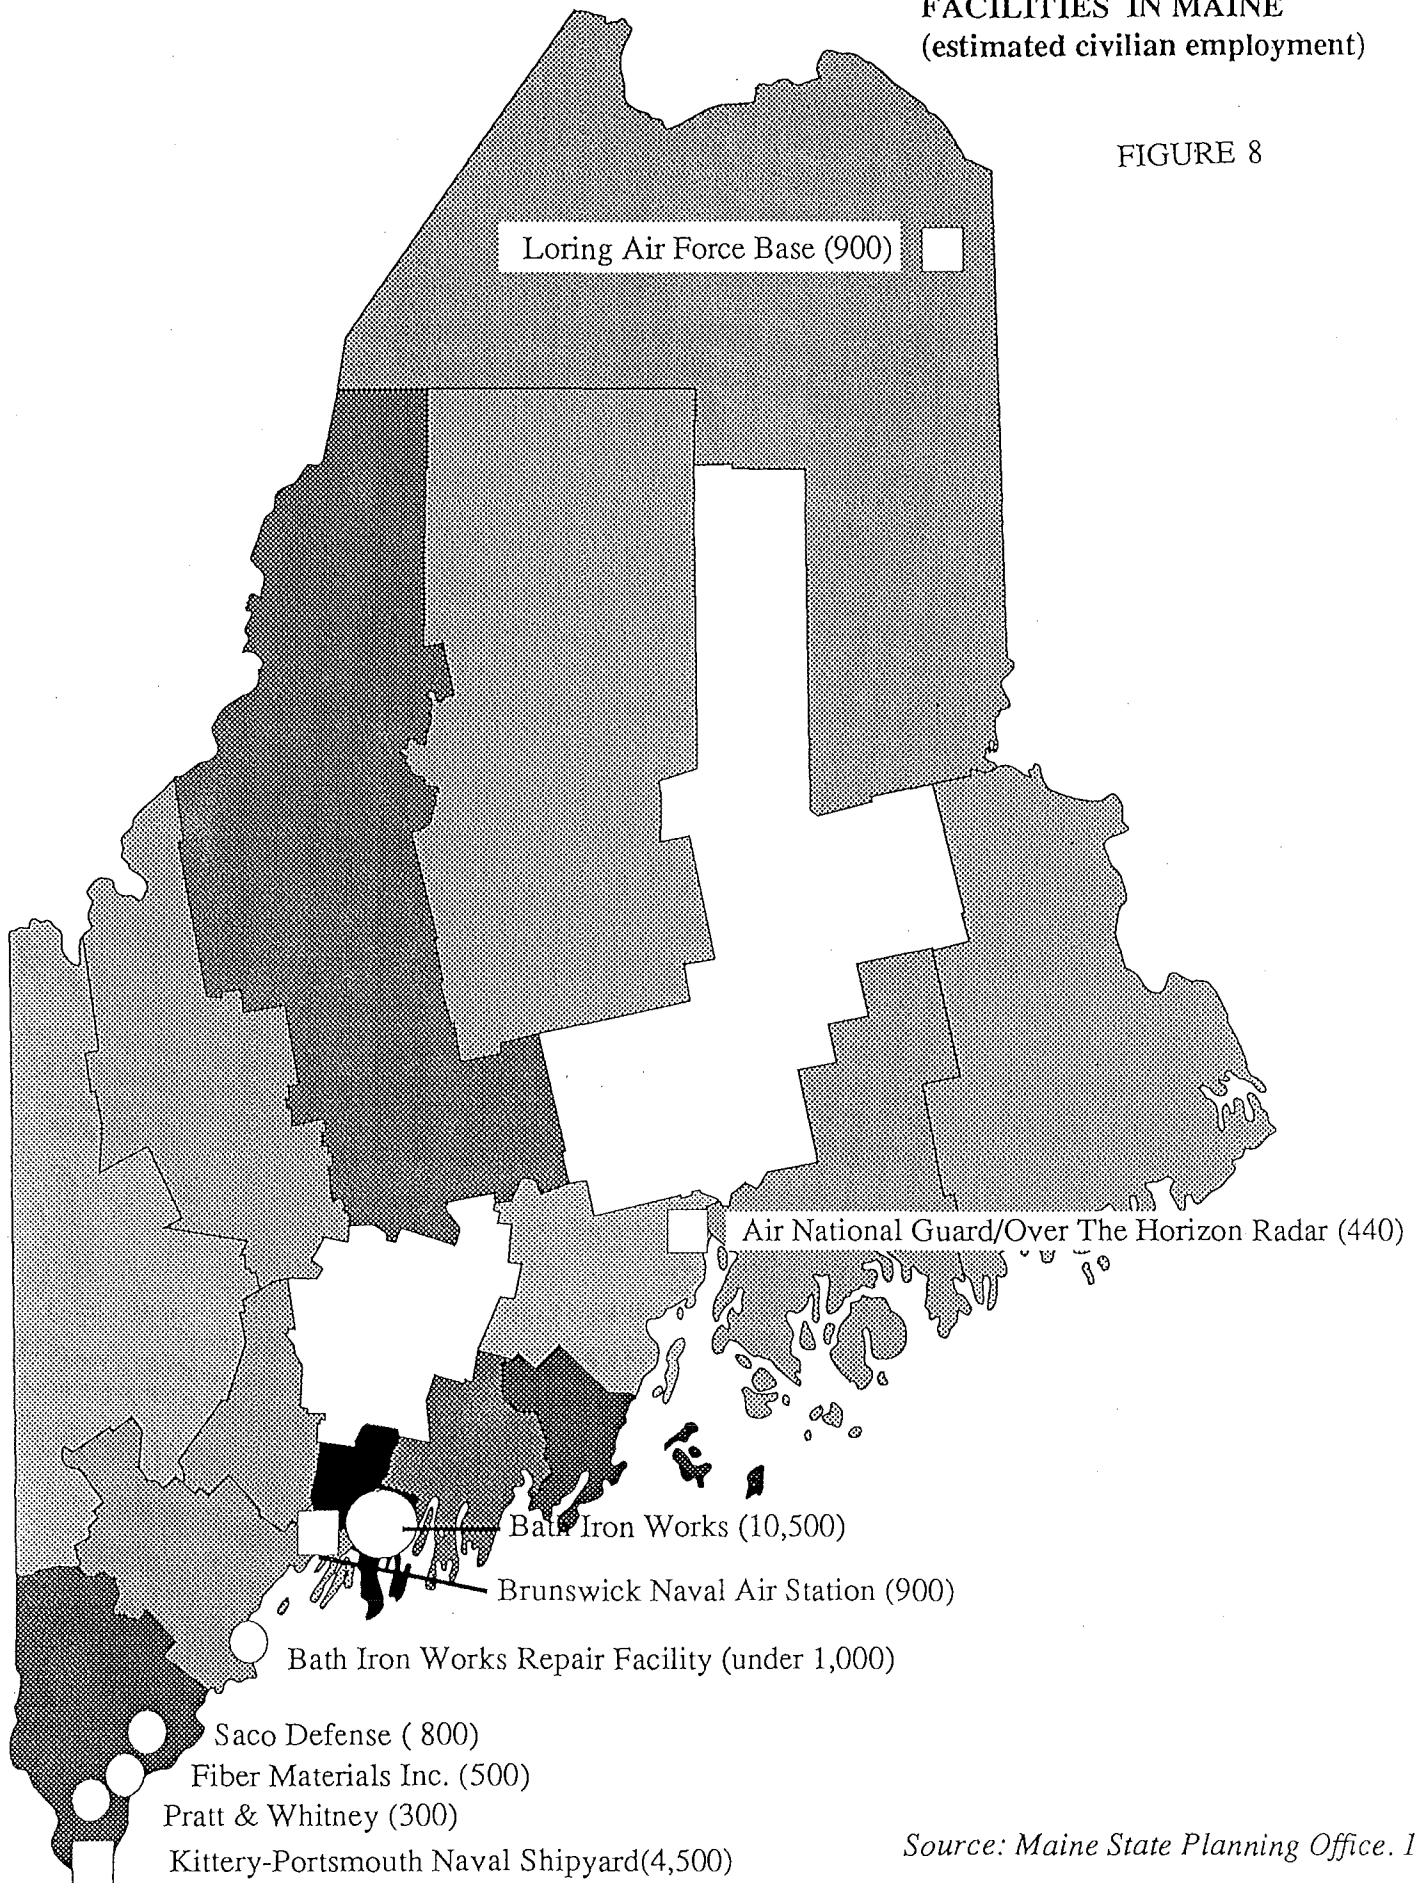 FACILITIES IN MAINE
(estimated civilian employment)
FIGURE 8
Loring Air Force Base (900)
Air National Guard/Over The Horizon Radar (440)
Bath Iron Works (10,500)
Brunswick Naval Air Station (900)
Bath Iron Works Repair Facility (under 1,000)
Saco Defense ( 800)
Fiber Materials Inc. (500)
Pratt & Whitney (300)
Kittery-Portsmouth Naval Shipyard(4,500)
Source: Maine State Planning Office. 1